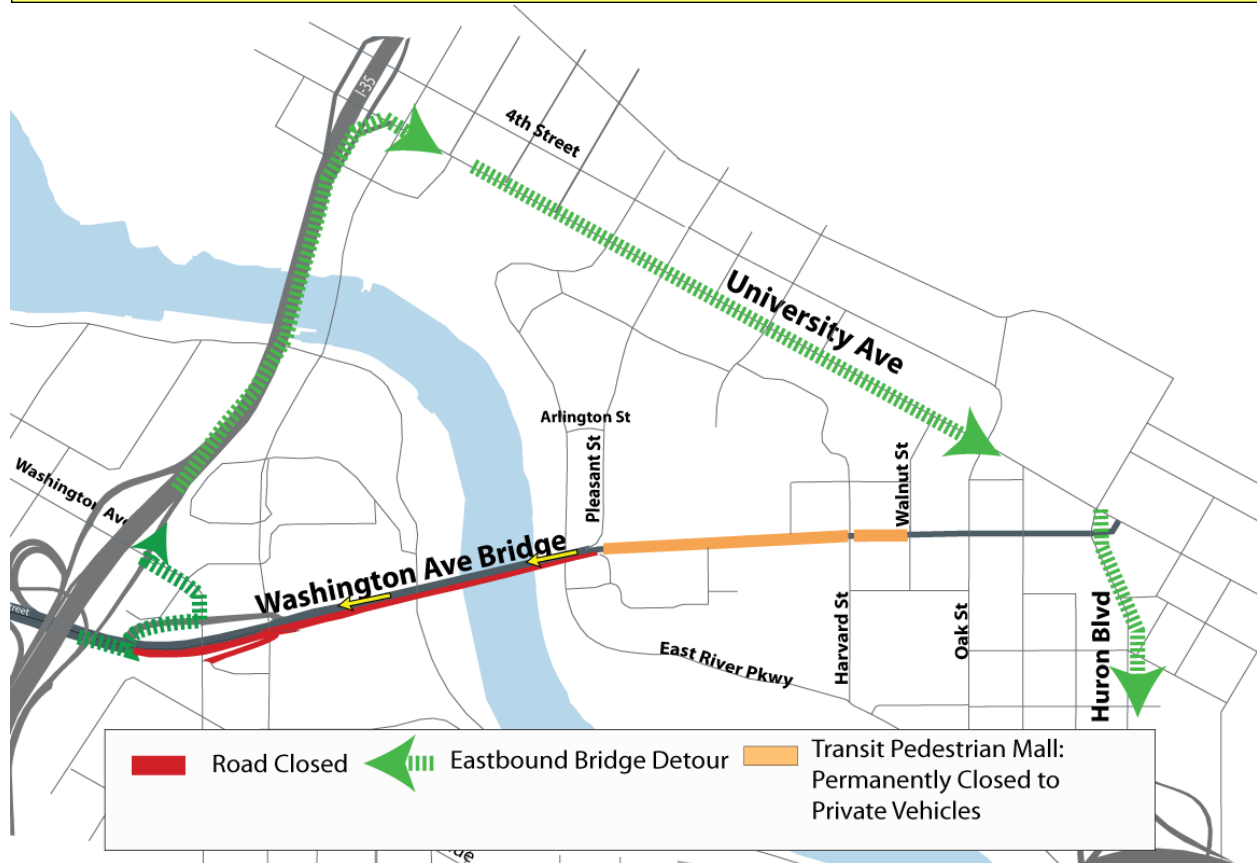 I-35
4th Street
University Ave
Arlington St
Pleasant St
Washington Ave
Walnut St
Washington Ave Bridge
Harvard St
Oak St
Huron Blvd
East River Pkwy
Road Closed
Eastbound Bridge Detour
Transit Pedestrian Mall:
Permanently Closed to
Private Vehicles